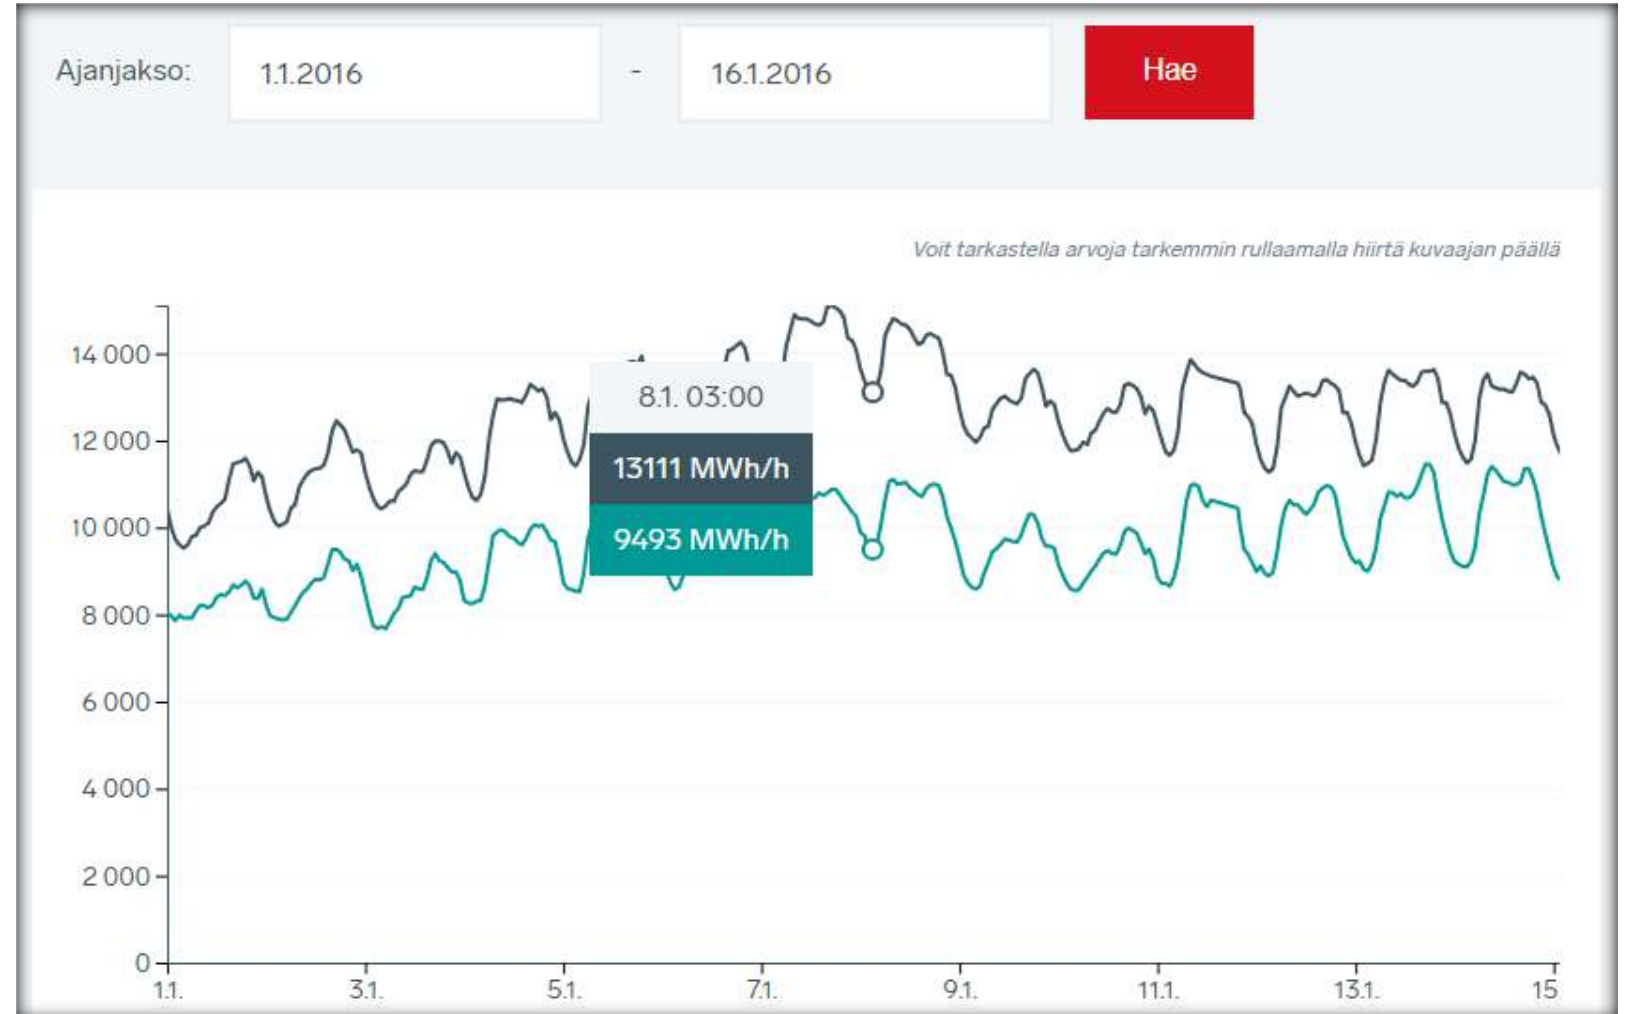 Ajanjakso: 1.1.2016 - 16.1.2016 Hae
Voit tarkastella arvoja tarkemmin rullaamalla hiirtä kuvaajan päällä
14 000
12 000
10 000
8 000
6 000
4 000
2 000
0
8.1. 03:00
13111 MWh/h
9493 MWh/h
1.1. 3.1. 5.1. 7.1. 9.1. 11.1. 13.1. 15